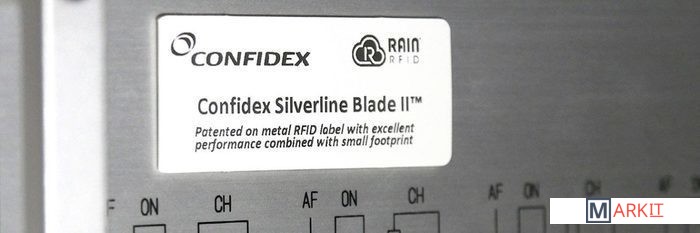 CONFIDEX
RAIN®
RFID
Confidex Silverline Blade II™
Patented on metal RFID label with excellent
performance combined with small footprint
F ON CH AF ON CH AF ON CH AF ON
MARKIT